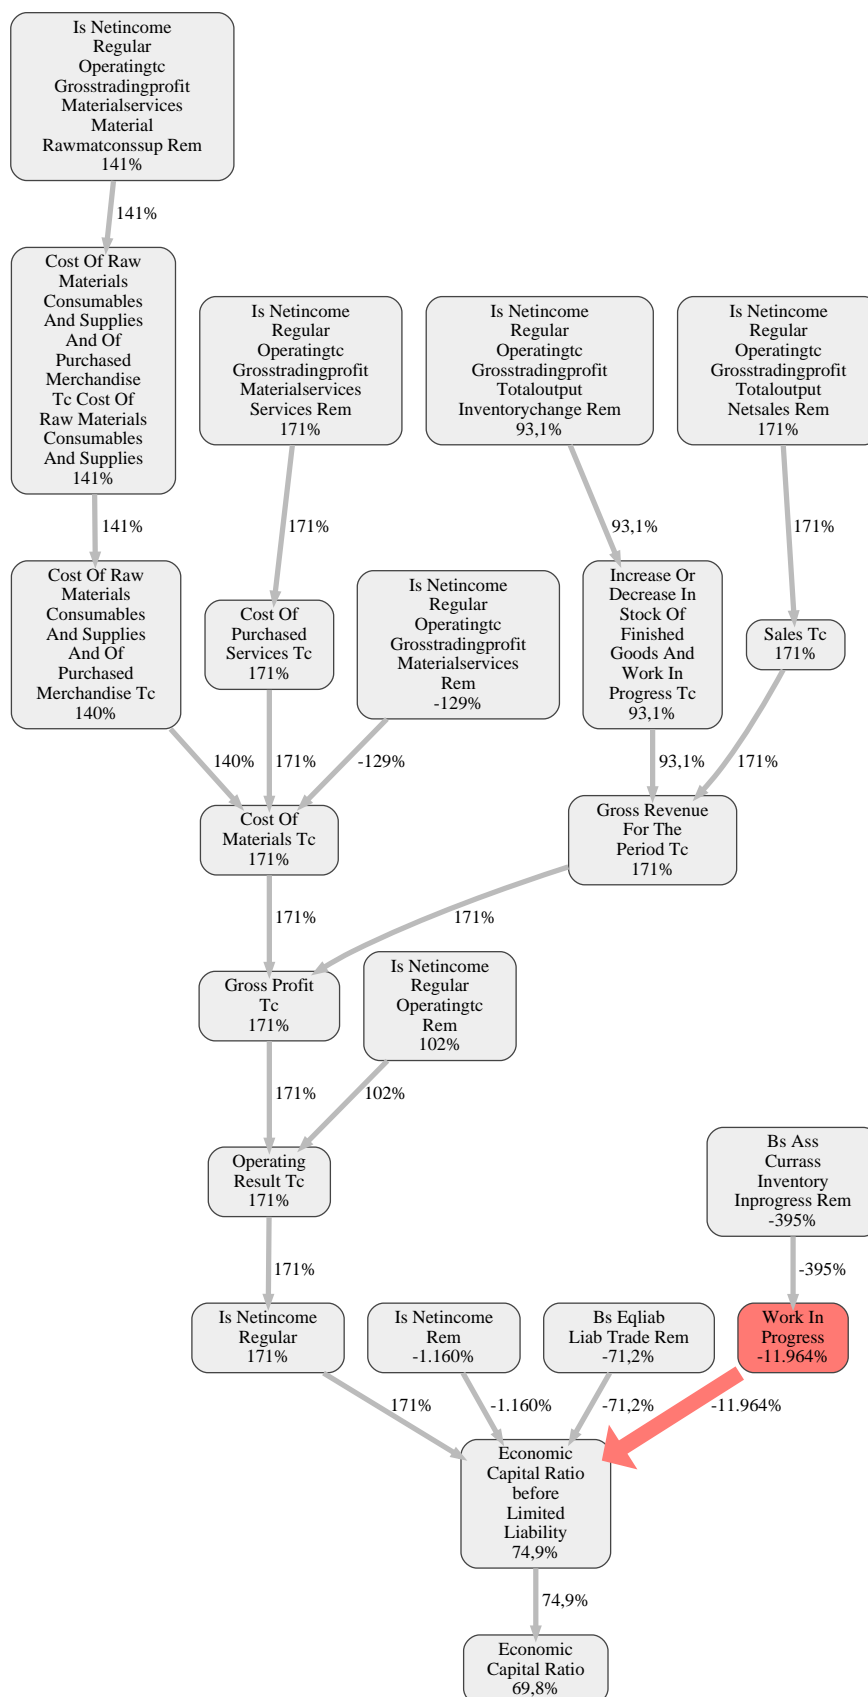 Is Netincome
Regular
Operatingtc
Grosstradingprofit
Materialservices
Material
Rawmatconssup Rem
141%
141%
Cost Of Raw
Materials
Consumables
And Supplies
And Of
Purchased
Merchandise
Tc Cost Of
Raw Materials
Consumables
And Supplies
141%
Is Netincome
Regular
Operatingtc
Grosstradingprofit
Materialservices
Services Rem
171%
Is Netincome
Regular
Operatingtc
Grosstradingprofit
Totaloutput
Inventorychange Rem
93,1%
Is Netincome
Regular
Operatingtc
Grosstradingprofit
Totaloutput
Netsales Rem
171%
141%
171%
93,1%
171%
Cost Of Raw
Materials
Consumables
And Supplies
And Of
Purchased
Merchandise Tc
140%
Cost Of
Purchased
Services Tc
171%
Is Netincome
Regular
Operatingtc
Grosstradingprofit
Materialservices
Rem
-129%
Increase Or
Decrease In
Stock Of
Finished
Goods And
Work In
Progress Tc
93,1%
Sales Tc
171%
140%
171%
-129%
93,1%
171%
Cost Of
Materials Tc
171%
Gross Revenue
For The
Period Tc
171%
171%
171%
Gross Profit
Tc
171%
Is Netincome
Regular
Operatingtc
Rem
102%
171%
102%
Operating
Result Tc
171%
Bs Ass
Currass
Inventory
Inprogress Rem
-395%
171%
-395%
Is Netincome
Regular
171%
Is Netincome
Rem
-1.160%
Bs Eqliab
Liab Trade Rem
-71,2%
Work In
Progress
-11.964%
171%
-1.160%
-71,2%
-11.964%
Economic
Capital Ratio
before
Limited
Liability
74,9%
74,9%
Economic
Capital Ratio
69,8%